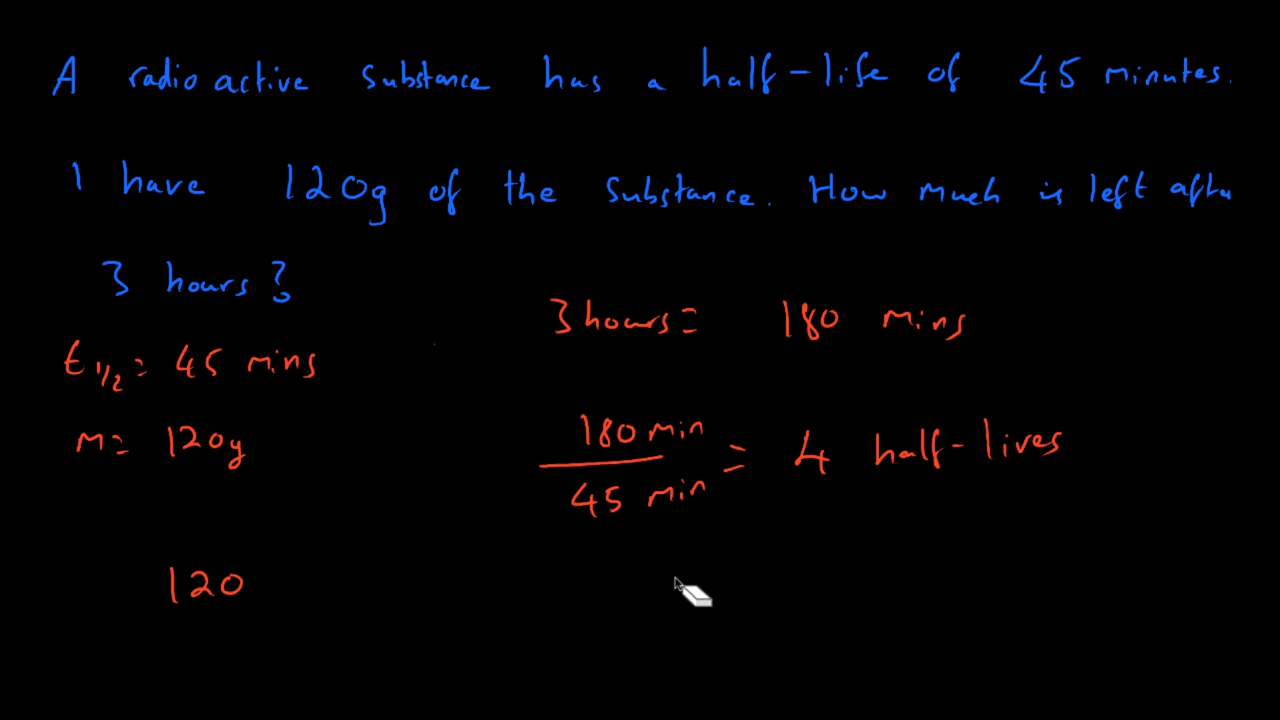 A radioactive substance has a half-life of 45 minutes.
I have 120g of the substance. How much is left after
3 hours?
3 hours = 180 mins
t1/2 = 45 mins
m = 120g
180 min
45 min
= 4 half-lives
120